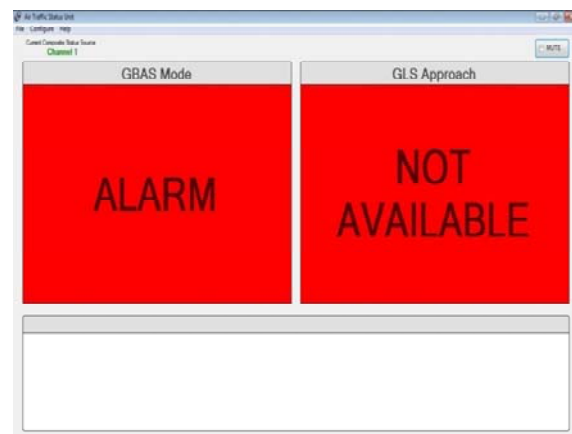 Air Traffic Status Unit
File Configure Help
Current Composite Status Source
Channel 1
MUTE
GBAS Mode
GLS Approach
ALARM
NOT
AVAILABLE